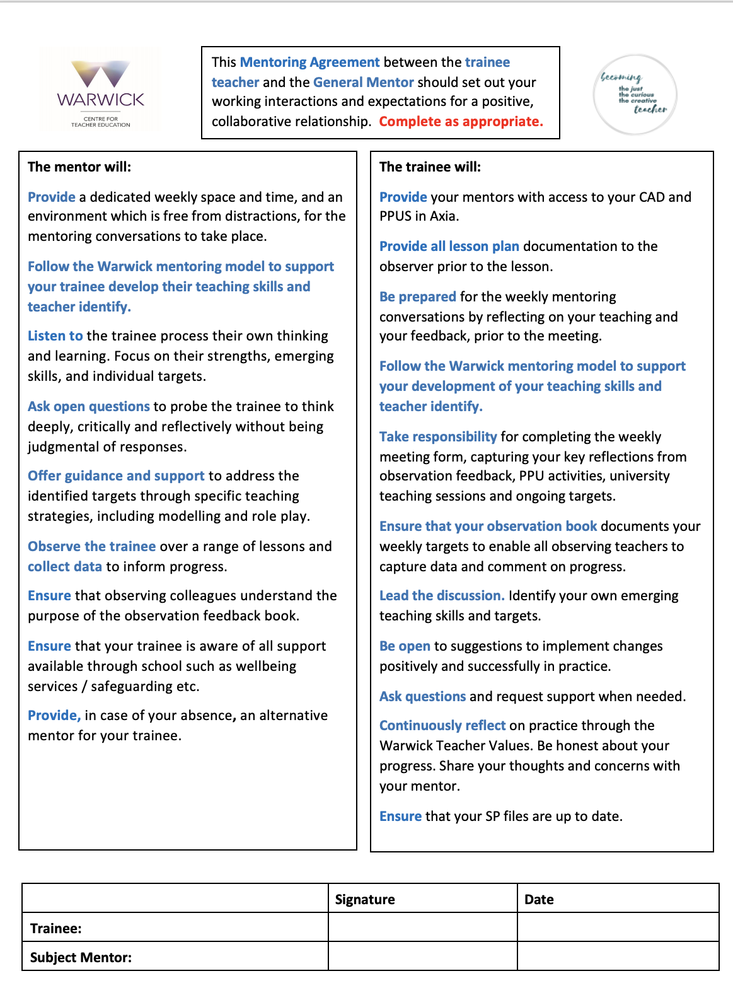 WARWICK
CENTRE FOR
TEACHER EDUCATION
This Mentoring Agreement between the trainee
teacher and the General Mentor should set out your
working interactions and expectations for a positive,
collaborative relationship. Complete as appropriate.
becoming
the just
the curious
the creative
teacher
The mentor will:
Provide a dedicated weekly space and time, and an
environment which is free from distractions, for the
mentoring conversations to take place.
Follow the Warwick mentoring model to support
your trainee develop their teaching skills and
teacher identify.
Listen to the trainee process their own thinking
and learning. Focus on their strengths, emerging
skills, and individual targets.
Ask open questions to probe the trainee to think
deeply, critically and reflectively without being
judgmental of responses.
Offer guidance and support to address the
identified targets through specific teaching
strategies, including modelling and role play.
Observe the trainee over a range of lessons and
collect data to inform progress.
Ensure that observing colleagues understand the
purpose of the observation feedback book.
Ensure that your trainee is aware of all support
available through school such as wellbeing
services / safeguarding etc.
Provide, in case of your absence, an alternative
mentor for your trainee.
The trainee will:
Provide your mentors with access to your CAD and
PPUS in Axia.
Provide all lesson plan documentation to the
observer prior to the lesson.
Be prepared for the weekly mentoring
conversations by reflecting on your teaching and
your feedback, prior to the meeting.
Follow the Warwick mentoring model to support
your development of your teaching skills and
teacher identify.
Take responsibility for completing the weekly
meeting form, capturing your key reflections from
observation feedback, PPU activities, university
teaching sessions and ongoing targets.
Ensure that your observation book documents your
weekly targets to enable all observing teachers to
capture data and comment on progress.
Lead the discussion. Identify your own emerging
teaching skills and targets.
Be open to suggestions to implement changes
positively and successfully in practice.
Ask questions and request support when needed.
Continuously reflect on practice through the
Warwick Teacher Values. Be honest about your
progress. Share your thoughts and concerns with
your mentor.
Ensure that your SP files are up to date.
Signature Date
Trainee:
Subject Mentor: